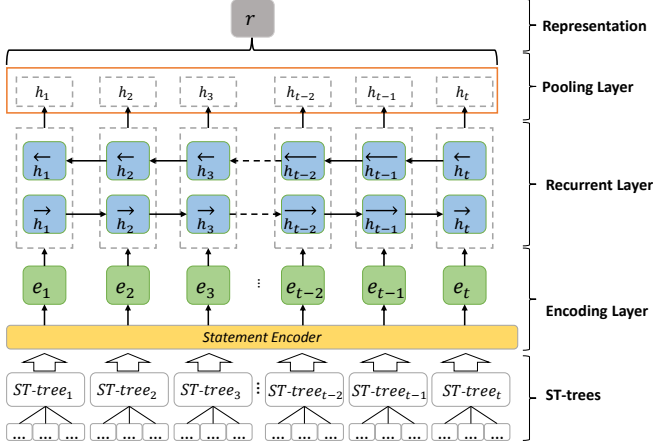 r
Representation
h₁ h₂ h₃ hₜ₋₂ hₜ₋₁ hₜ
Pooling Layer
←h₁ ←h₂ ←h₃ ←hₜ₋₂ ←hₜ₋₁ ←hₜ
Recurrent Layer
→h₁ →h₂ →h₃ →hₜ₋₂ →hₜ₋₁ →hₜ
e₁ e₂ e₃ ... eₜ₋₂ eₜ₋₁ eₜ
Encoding Layer
Statement Encoder
ST-tree₁ ST-tree₂ ST-tree₃ ... ST-treeₜ₋₂ ST-treeₜ₋₁ ST-treeₜ
ST-trees
... ... ... ... ... ... ... ... ... ... ... ... ... ... ... ... ... ...